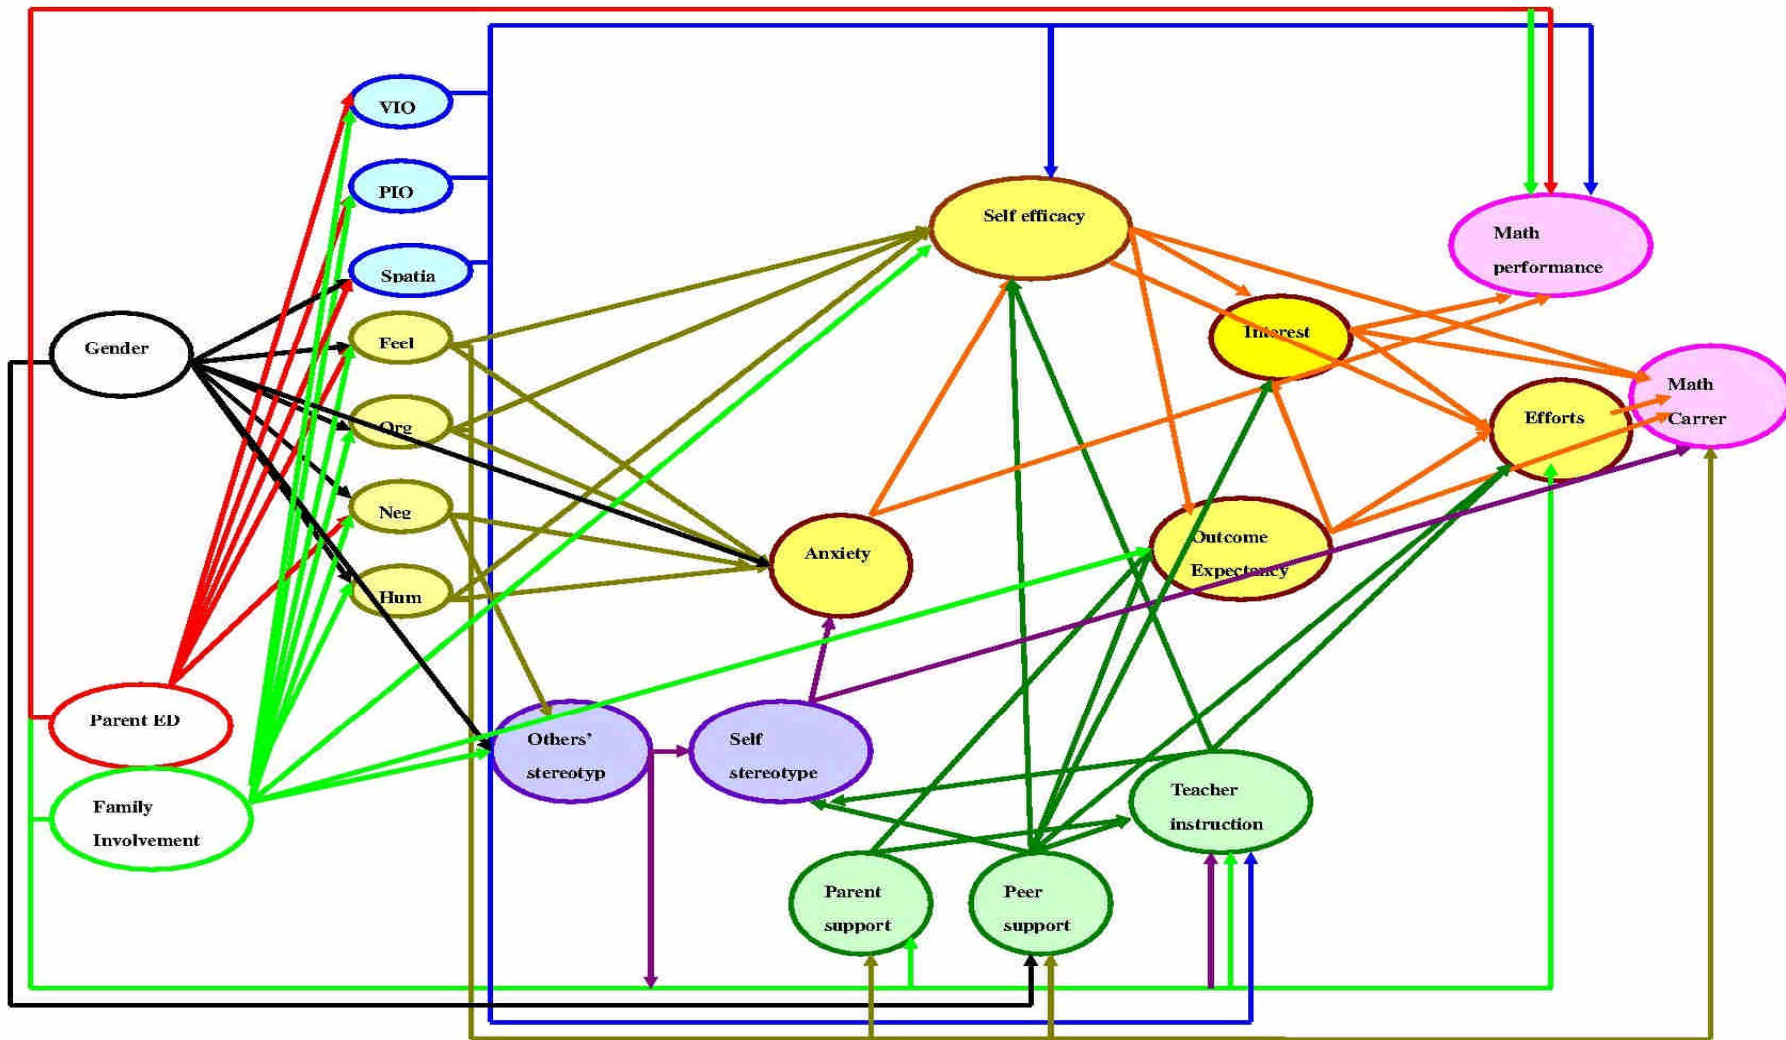 VIO
PIO
Spatia
Gender
Feel
Org
Neg
Hum
Parent ED
Family
Involvement
Others'
stereotyp
Self
stereotype
Anxiety
Self efficacy
Interest
Outcome
Expectancy
Efforts
Math
performance
Math
Carrer
Teacher
instruction
Parent
support
Peer
support